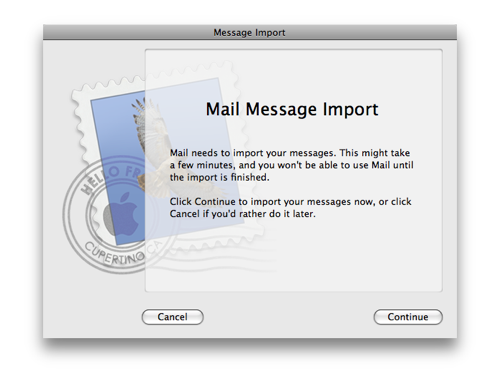 Message Import
Mail Message Import
Mail needs to import your messages. This might take
a few minutes, and you won't be able to use Mail until
the import is finished.
Click Continue to import your messages now, or click
Cancel if you'd rather do it later.
HELLO FR
CUPERTINO
Cancel
Continue